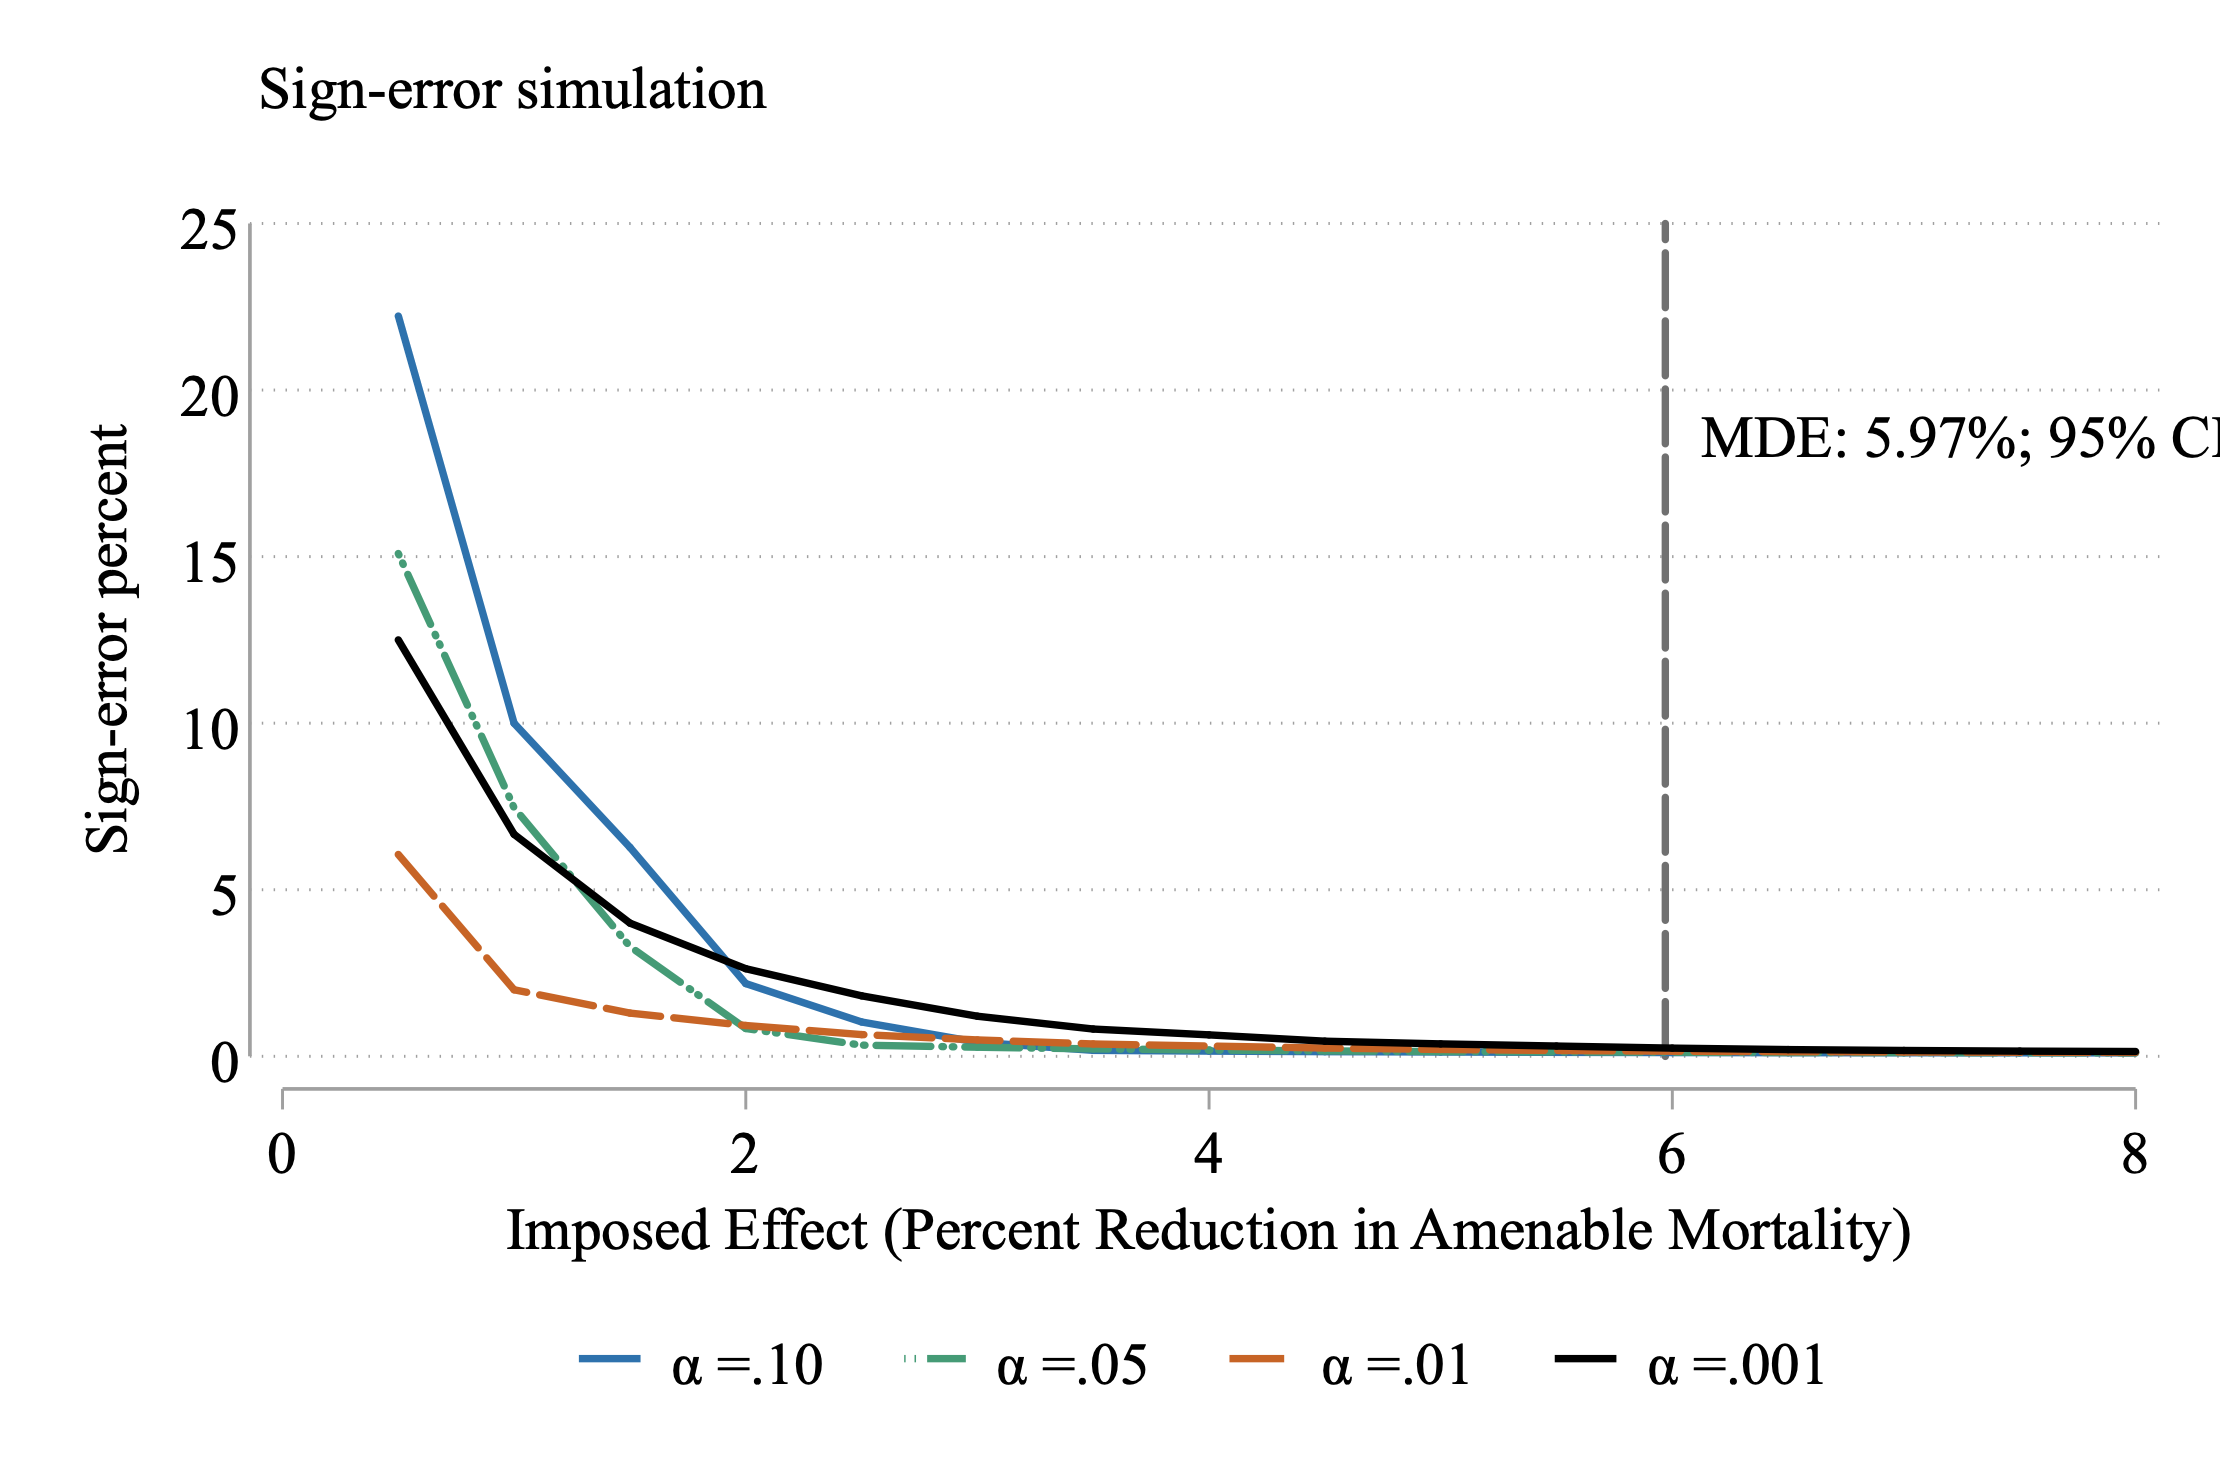 Sign-error simulation
25
20
15
10
5
0
Sign-error percent
MDE: 5.97%; 95% CI
0 2 4 6 8
Imposed Effect (Percent Reduction in Amenable Mortality)
α =.10 α =.05 α =.01 α =.001